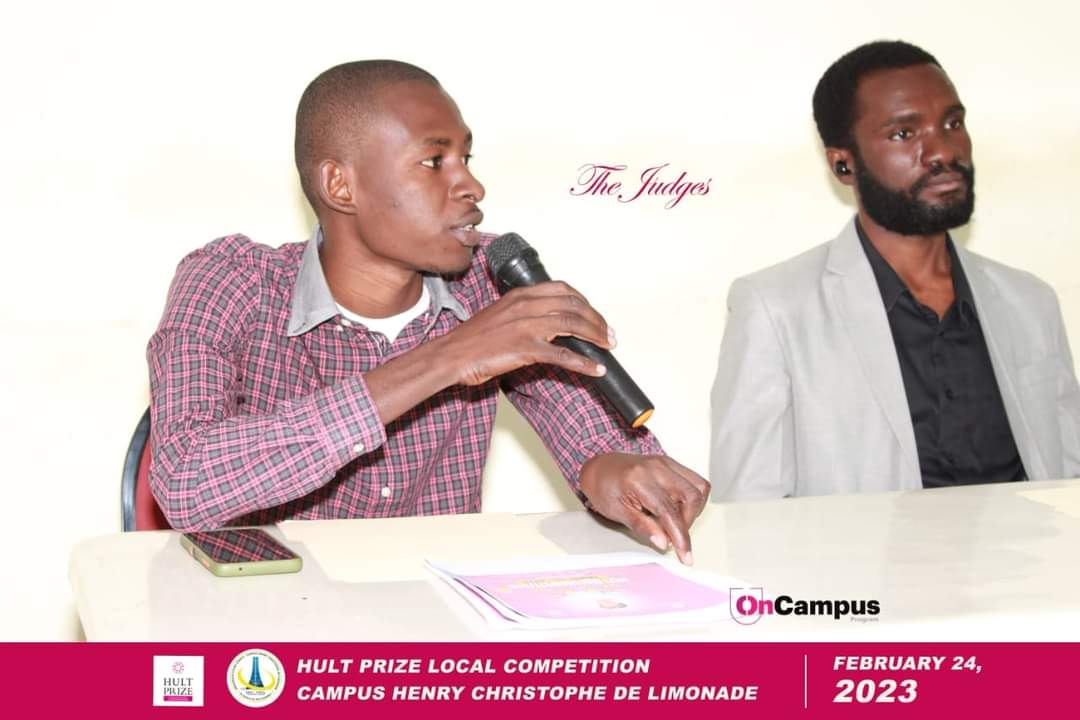 The Judges
OnCampus
Program
HULT
PRIZE
HULT PRIZE LOCAL COMPETITION
CAMPUS HENRY CHRISTOPHE DE LIMONADE
FEBRUARY 24,
2023